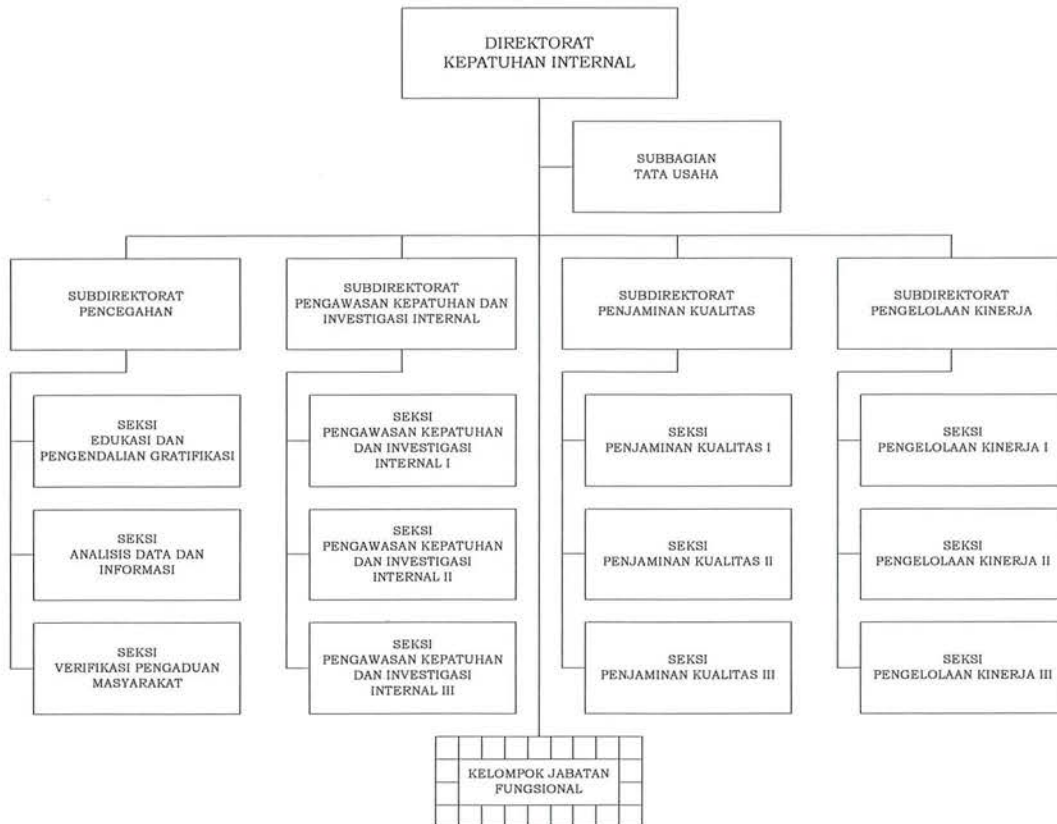 DIREKTORAT
KEPATUHAN INTERNAL
SUBBAGIAN
TATA USAHA
SUBDIREKTORAT
PENCEGAHAN
SUBDIREKTORAT
PENGAWASAN KEPATUHAN DAN
INVESTIGASI INTERNAL
SUBDIREKTORAT
PENJAMINAN KUALITAS
SUBDIREKTORAT
PENGELOLAAN KINERJA
SEKSI
EDUKASI DAN
PENGENDALIAN GRATIFIKASI
SEKSI
PENGAWASAN KEPATUHAN
DAN INVESTIGASI
INTERNAL I
SEKSI
PENJAMINAN KUALITAS I
SEKSI
PENGELOLAAN KINERJA I
SEKSI
ANALISIS DATA DAN
INFORMASI
SEKSI
PENGAWASAN KEPATUHAN
DAN INVESTIGASI
INTERNAL II
SEKSI
PENJAMINAN KUALITAS II
SEKSI
PENGELOLAAN KINERJA II
SEKSI
VERIFIKASI PENGADUAN
MASYARAKAT
SEKSI
PENGAWASAN KEPATUHAN
DAN INVESTIGASI
INTERNAL III
SEKSI
PENJAMINAN KUALITAS III
SEKSI
PENGELOLAAN KINERJA III
KELOMPOK JABATAN
FUNGSIONAL